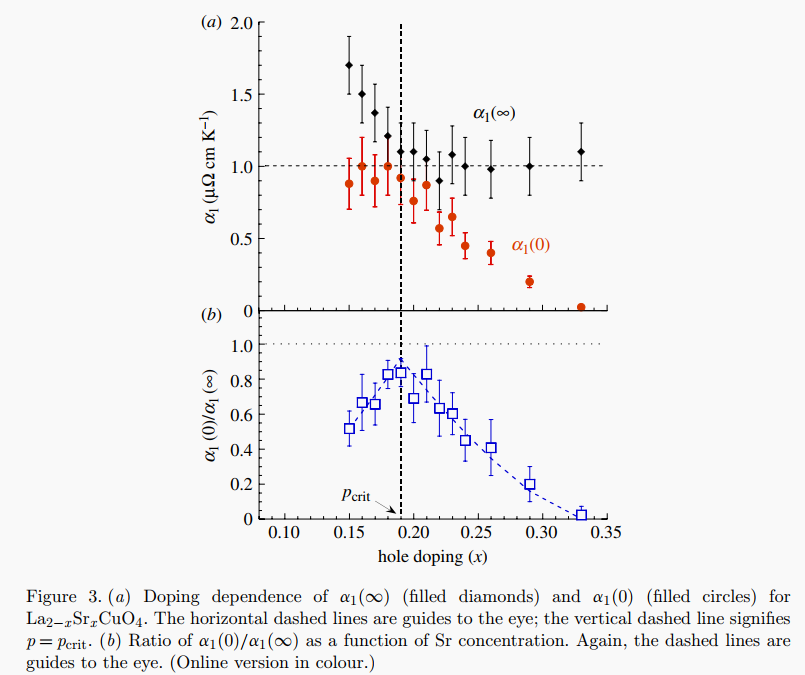 (a) 2.0
1.5
α₁(∞)
α₁ (μΩ cm K⁻¹)
1.0
0.5
α₁(0)
0
(b)
1.0
0.8
α₁ (0)/α₁ (∞)
0.6
0.4
0.2
p_crit
0
0.10 0.15 0.20 0.25 0.30 0.35
hole doping (x)
Figure 3. (a) Doping dependence of α₁(∞) (filled diamonds) and α₁(0) (filled circles) for
La₂₋ₓSrₓCuO₄. The horizontal dashed lines are guides to the eye; the vertical dashed line signifies
p = p_crit. (b) Ratio of α₁(0)/α₁(∞) as a function of Sr concentration. Again, the dashed lines are
guides to the eye. (Online version in colour.)